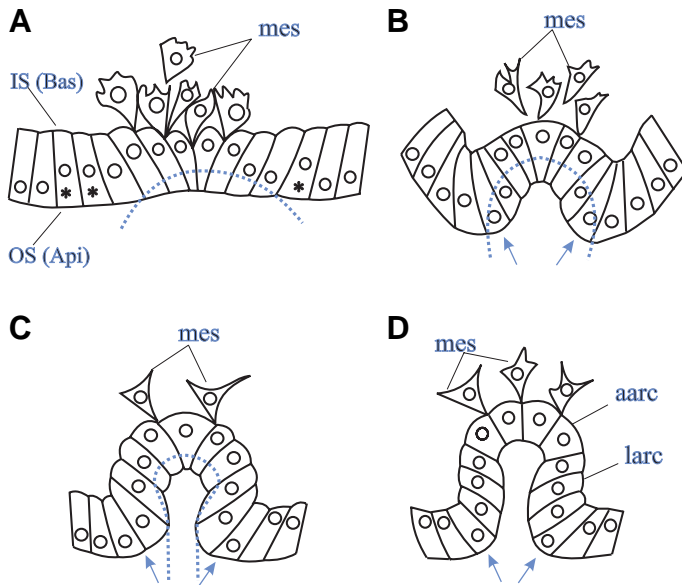 A
mes
IS (Bas)
* * *
OS (Api)
B
mes
C
mes
D
mes
aarc
larc